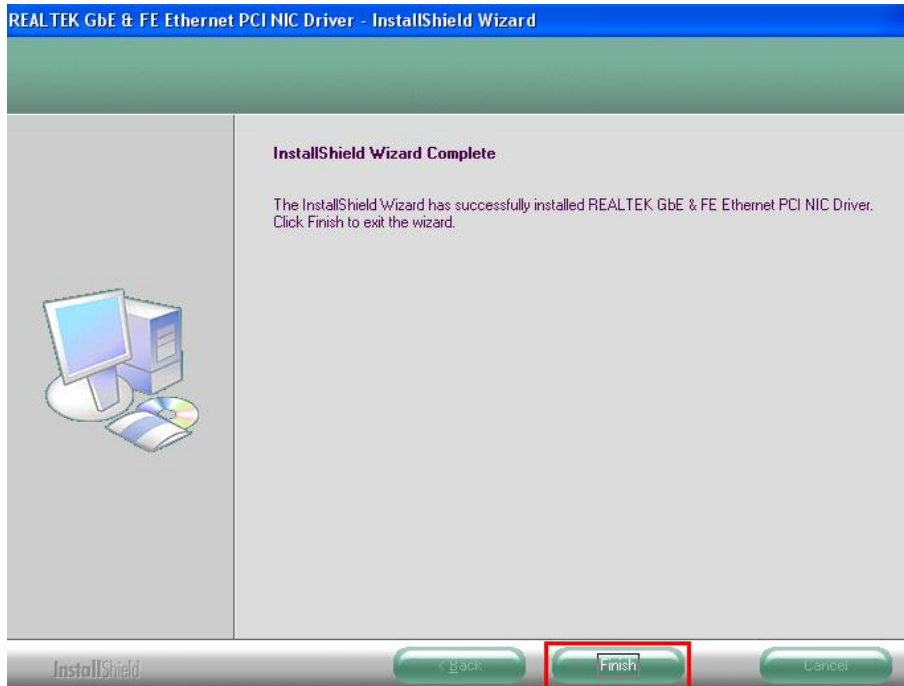 REALTEK GbE & FE Ethernet PCI NIC Driver - InstallShield Wizard
InstallShield Wizard Complete
The InstallShield Wizard has successfully installed REALTEK GbE & FE Ethernet PCI NIC Driver.
Click Finish to exit the wizard.
InstallShield
< Back
Finish
Cancel